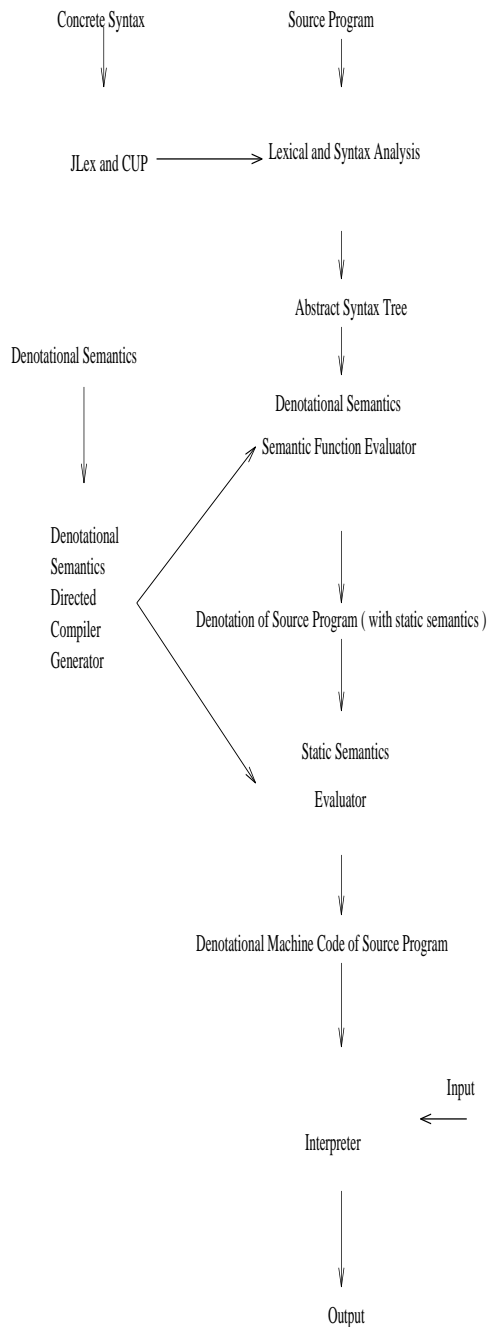 Concrete Syntax
Source Program
JLex and CUP
Lexical and Syntax Analysis
Abstract Syntax Tree
Denotational Semantics
Denotational Semantics
Semantic Function Evaluator
Denotational
Semantics
Directed
Compiler
Generator
Denotation of Source Program ( with static semantics )
Static Semantics
Evaluator
Denotational Machine Code of Source Program
Input
Interpreter
Output